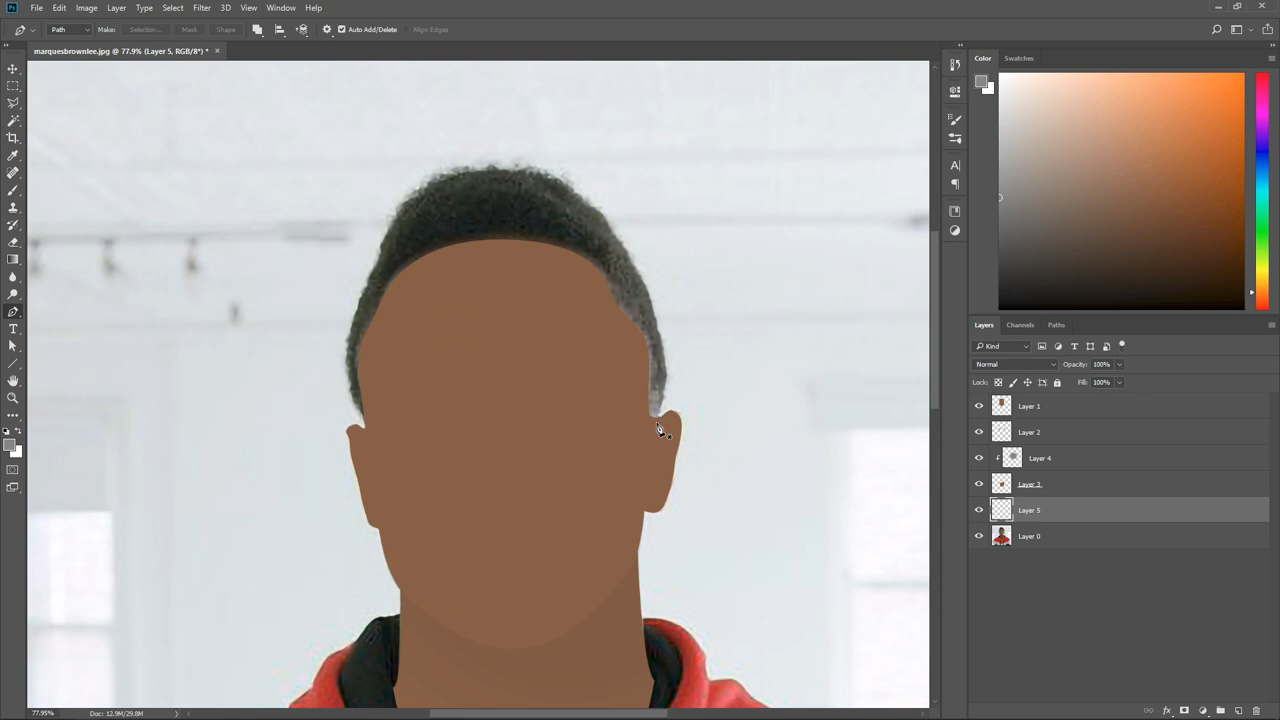 Ps File Edit Image Layer Type Select Filter 3D View Window Help
Path Make: Selection... Mask Shape Auto Add/Delete Align Edges
marquesbrownlee.jpg @ 77.9% (Layer 5, RGB/8*) * ×
Color Swatches
Layers Channels Paths
Kind
Normal Opacity: 100%
Lock: Fill: 100%
Layer 1
Layer 2
Layer 4
Layer 3
Layer 5
Layer 0
77.95% Doc: 12.9M/29.8M